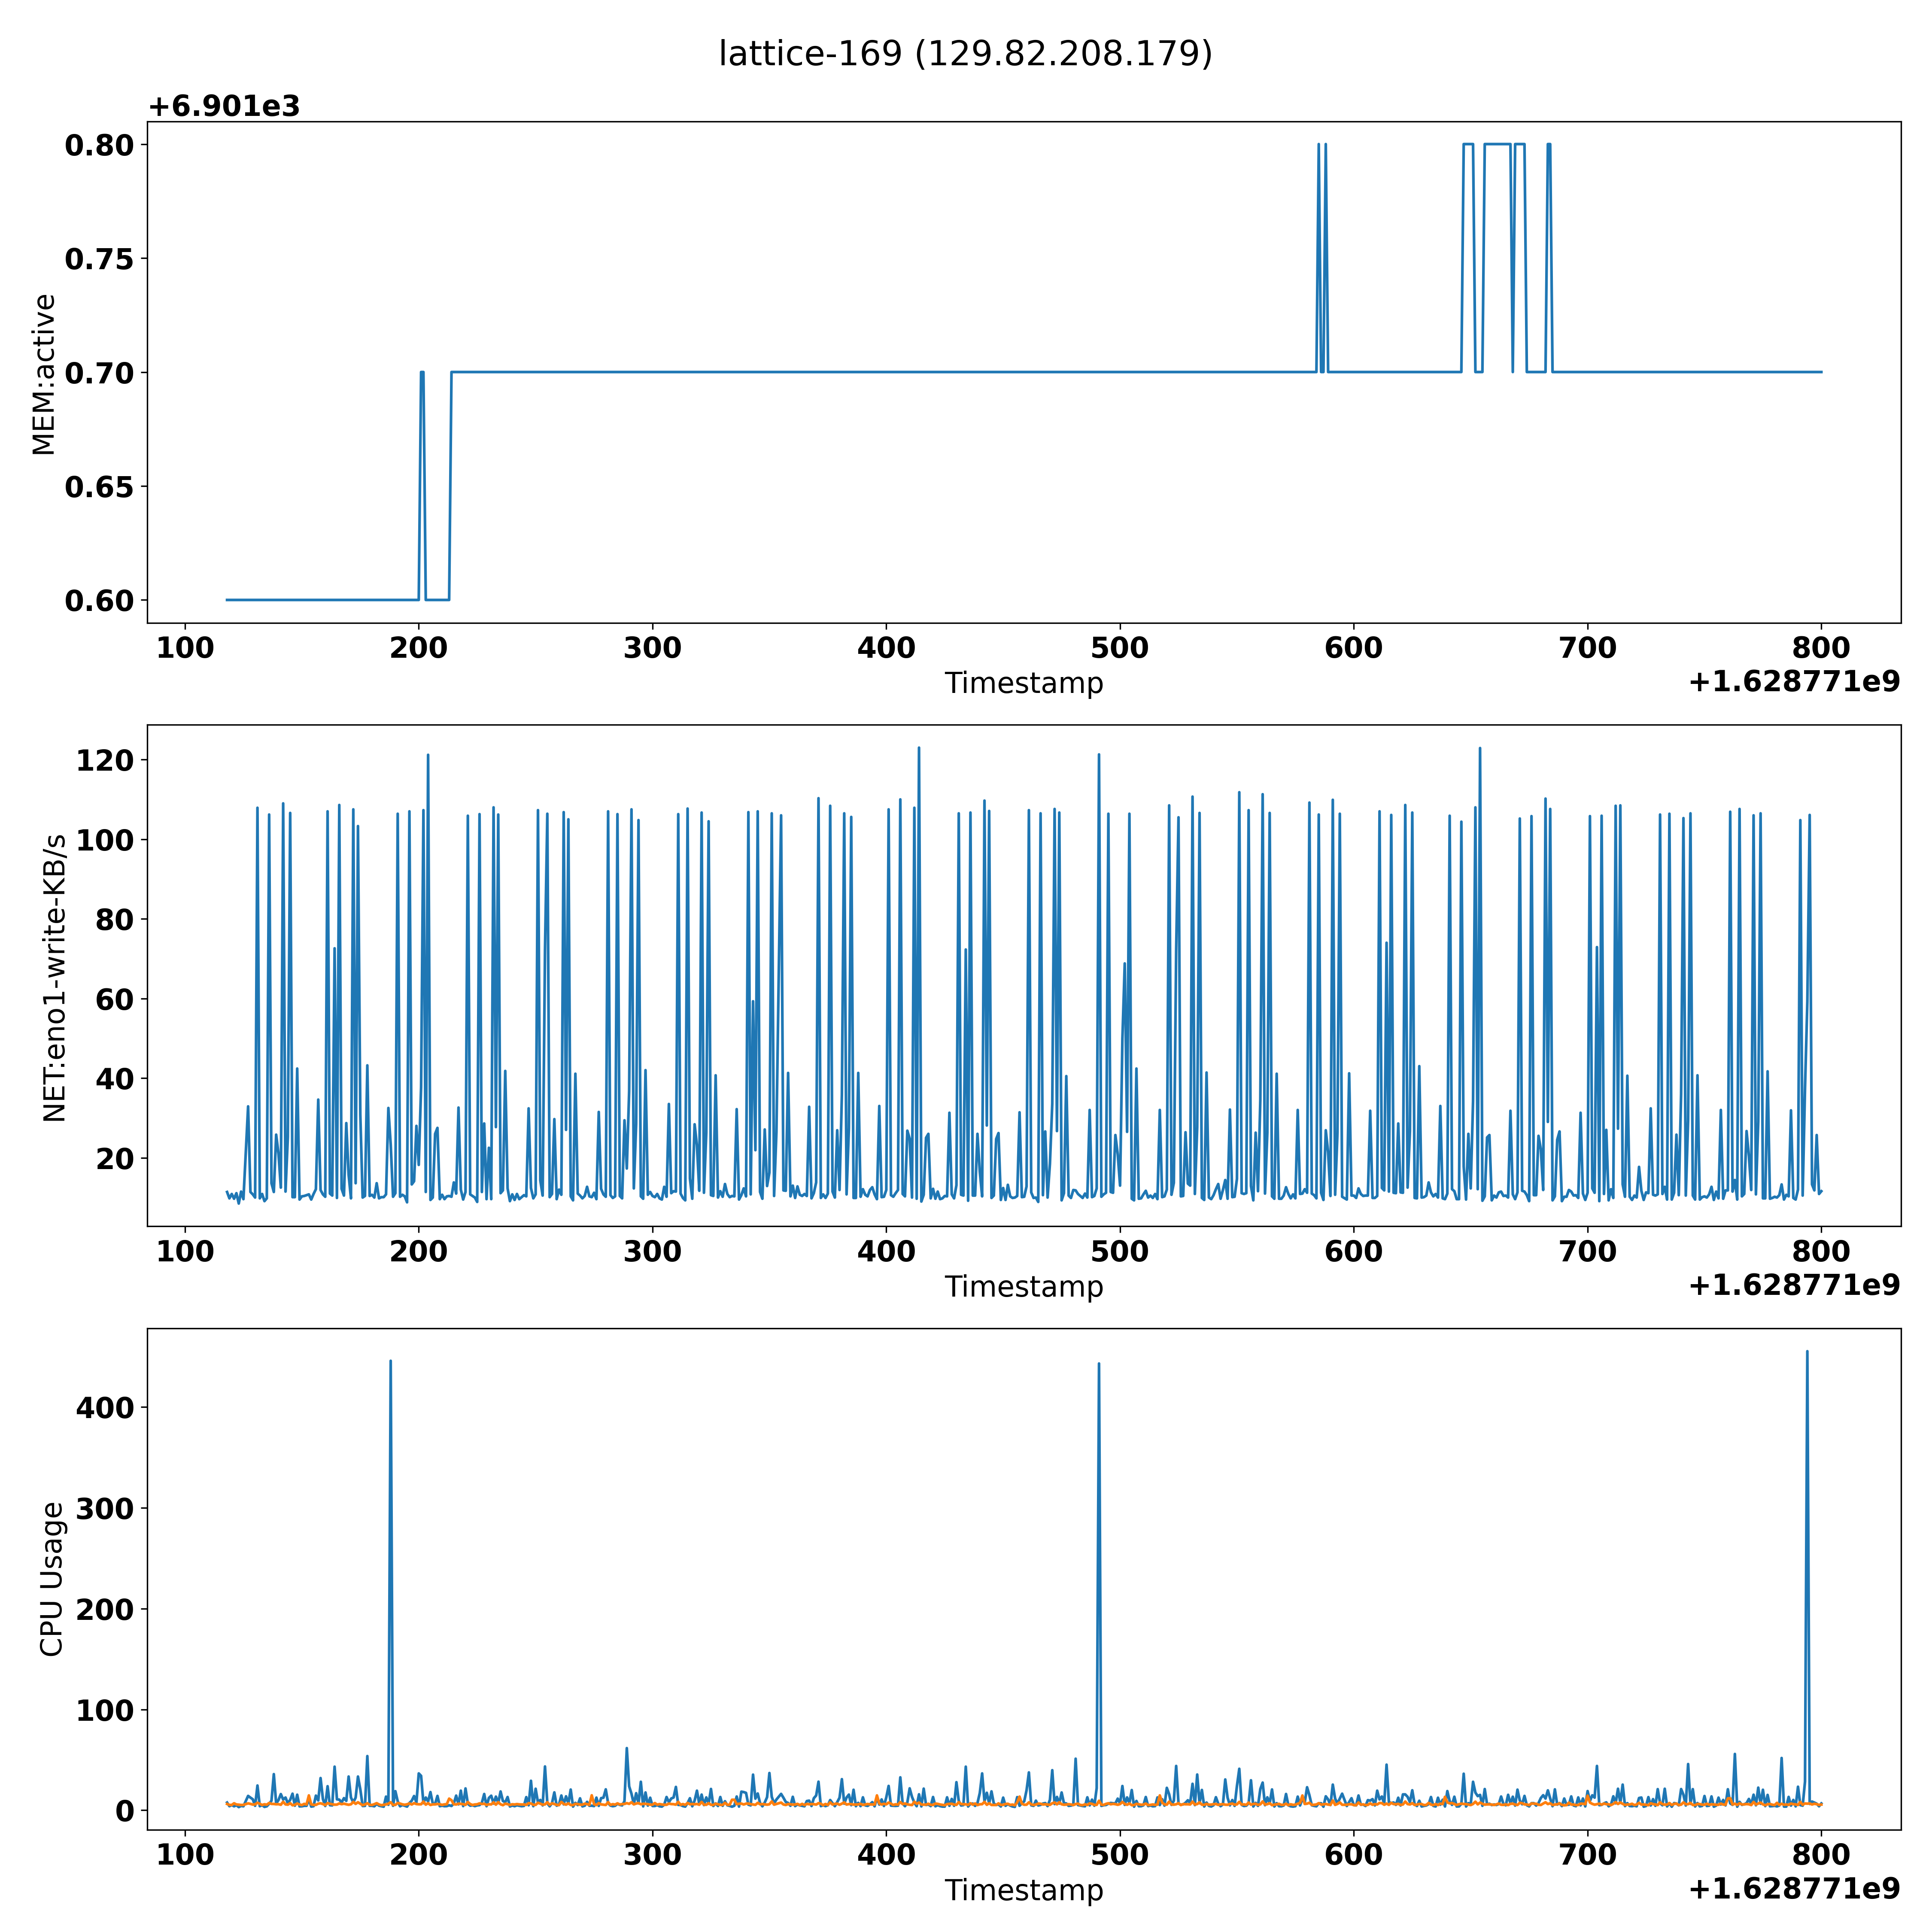 lattice-169 (129.82.208.179)
+6.901e3
0.80
0.75
0.70
0.65
0.60
MEM:active
100 200 300 400 500 600 700 800
Timestamp
+1.628771e9
120
100
80
60
40
20
NET:eno1-write-KB/s
100 200 300 400 500 600 700 800
Timestamp
+1.628771e9
400
300
200
100
0
CPU Usage
100 200 300 400 500 600 700 800
Timestamp
+1.628771e9